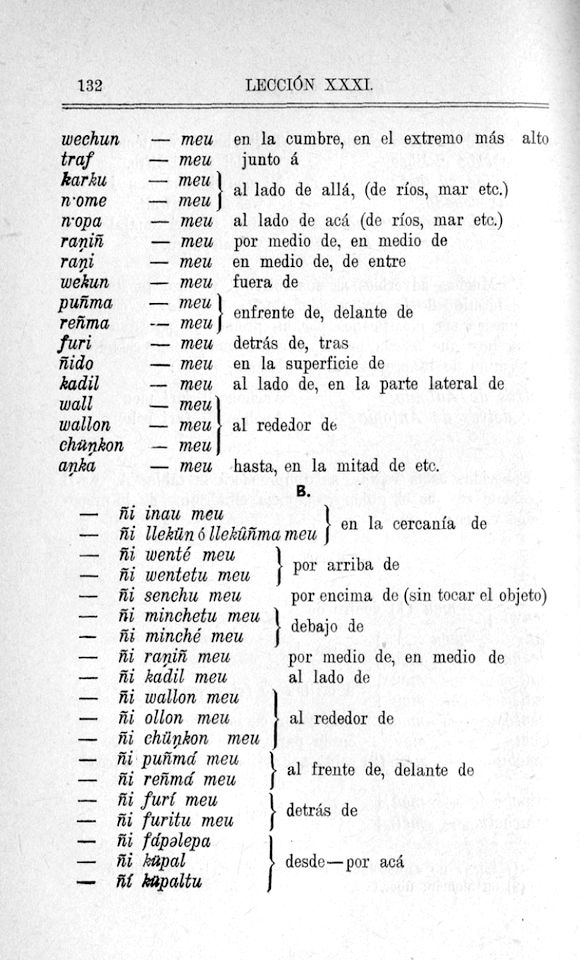 132 LECCIÓN XXXI.
wechun — meu en la cumbre, en el extremo más alto
traf — meu junto á
karku — meu } al lado de allá, (de ríos, mar etc.)
n·ome — meu
n·opa — meu al lado de acá (de ríos, mar etc.)
raṇiñ — meu por medio de, en medio de
raṇi — meu en medio de, de entre
wekun — meu fuera de
puñma — meu } enfrente de, delante de
reñma — meu
furi — meu detrás de, tras
ñido — meu en la superficie de
kadil — meu al lado de, en la parte lateral de
wall — meu
wallon — meu } al rededor de
chüṇkon — meu
aṇka — meu hasta, en la mitad de etc.
B.
— ñi inau meu } en la cercanía de
— ñi llekün ó llekûñma meu
— ñi wenté meu } por arriba de
— ñi wentetu meu
— ñi senchu meu por encima de (sin tocar el objeto)
— ñi minchetu meu } debajo de
— ñi minché meu
— ñi raṇiñ meu por medio de, en medio de
— ñi kadil meu al lado de
— ñi wallon meu
— ñi ollon meu } al rededor de
— ñi chüṇkon meu
— ñi puñmá meu } al frente de, delante de
— ñi reñmá meu
— ñi furí meu } detrás de
— ñi furitu meu
— ñi fápəlepa
— ñi küpal } desde—por acá
— ñí küpaltu